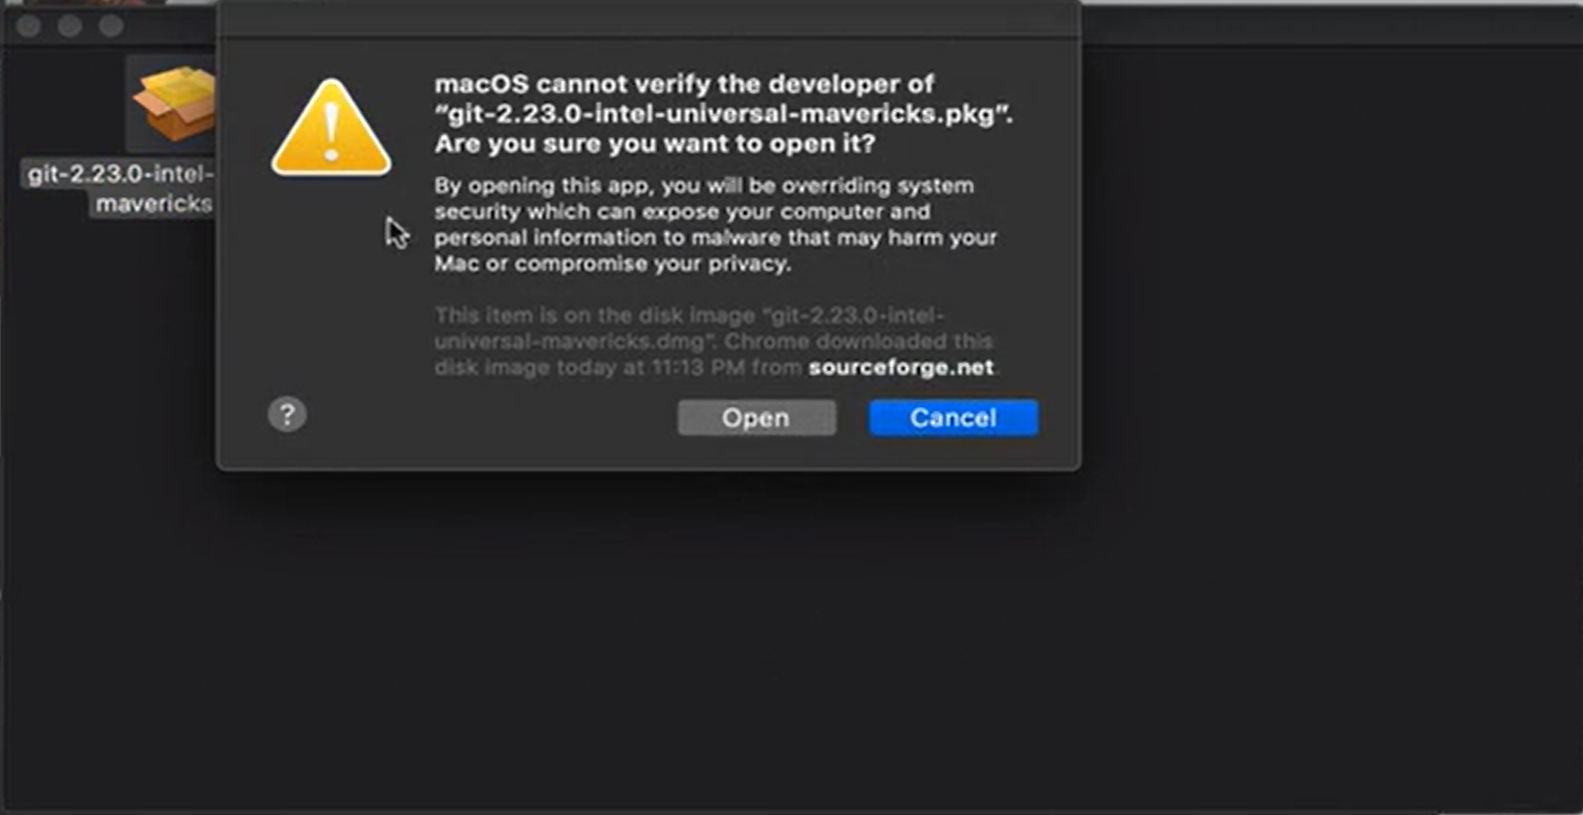 git-2.23.0-intel-
mavericks
macOS cannot verify the developer of
“git-2.23.0-intel-universal-mavericks.pkg”.
Are you sure you want to open it?
By opening this app, you will be overriding system
security which can expose your computer and
personal information to malware that may harm your
Mac or compromise your privacy.
This item is on the disk image “git-2.23.0-intel-
universal-mavericks.dmg”. Chrome downloaded this
disk image today at 11:13 PM from sourceforge.net.
?
Open
Cancel